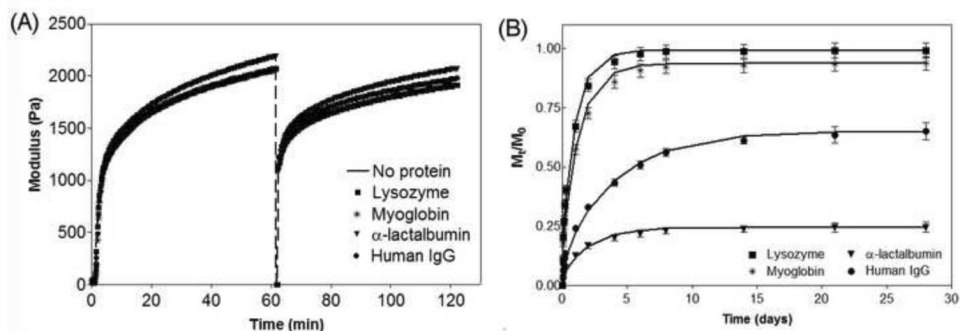 (A)
2500
2000
1500
1000
500
0
Modulus (Pa)
No protein
Lysozyme
Myoglobin
α-lactalbumin
Human IgG
0 20 40 60 80 100 120
Time (min)
(B)
1.00
0.75
0.50
0.25
0.00
Mt/M0
Lysozyme α-lactalbumin
Myoglobin Human IgG
0 5 10 15 20 25 30
Time (days)